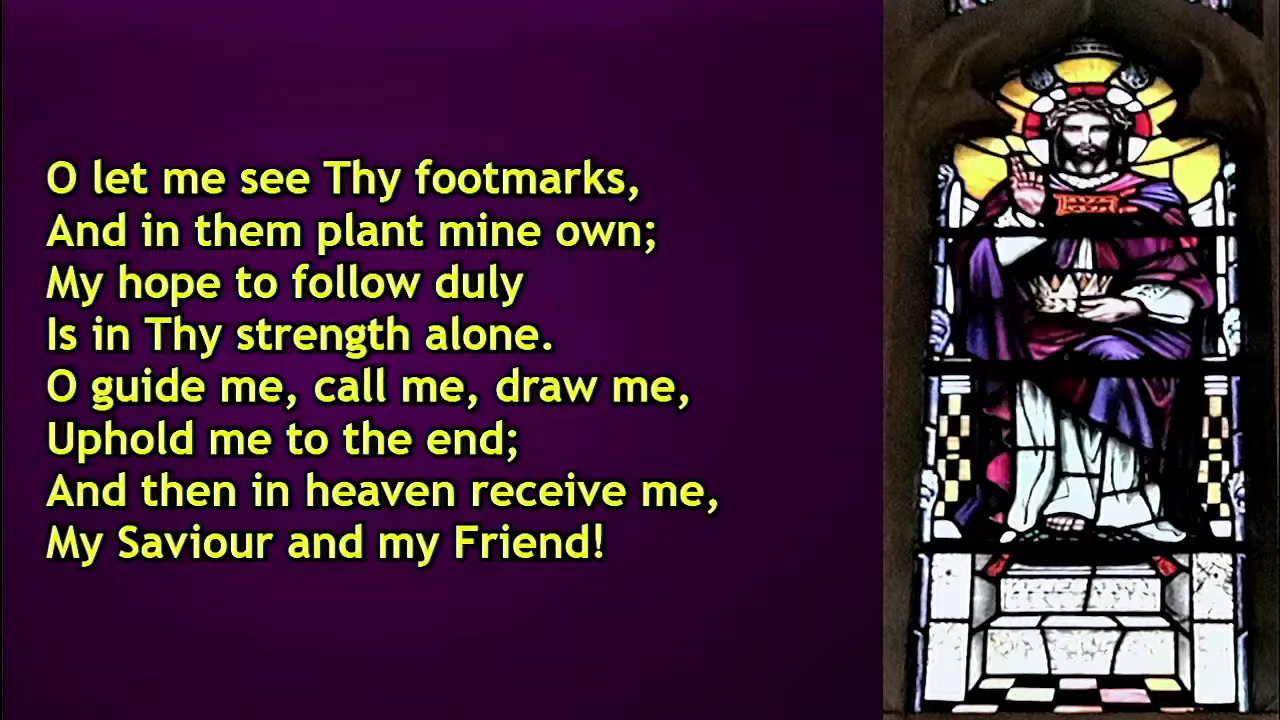 O let me see Thy footmarks,
And in them plant mine own;
My hope to follow duly
Is in Thy strength alone.
O guide me, call me, draw me,
Uphold me to the end;
And then in heaven receive me,
My Saviour and my Friend!